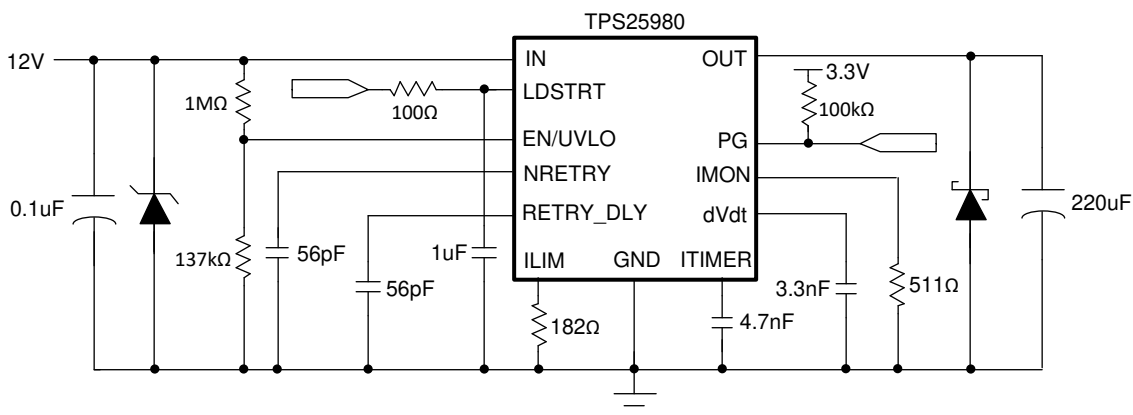 TPS25980
12V
IN
OUT
3.3V
LDSTRT
1MΩ
100Ω
100kΩ
EN/UVLO
PG
NRETRY
IMON
0.1uF
RETRY_DLY
dVdt
220uF
137kΩ
56pF
1uF
ILIM
GND
ITIMER
56pF
3.3nF
511Ω
182Ω
4.7nF